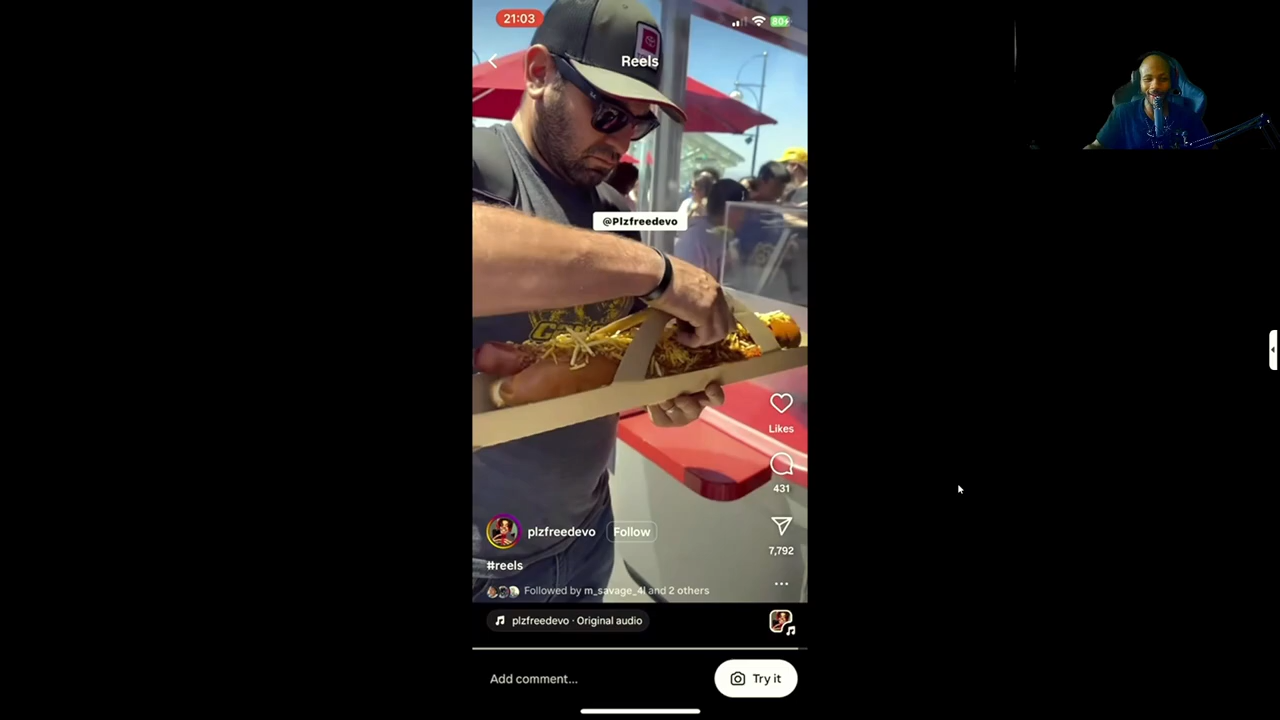 21:03
80
Reels
@Plzfreedevo
Likes
431
7,792
plzfreedevo
Follow
#reels
Followed by m_savage_4l and 2 others
plzfreedevo · Original audio
Add comment...
Try it